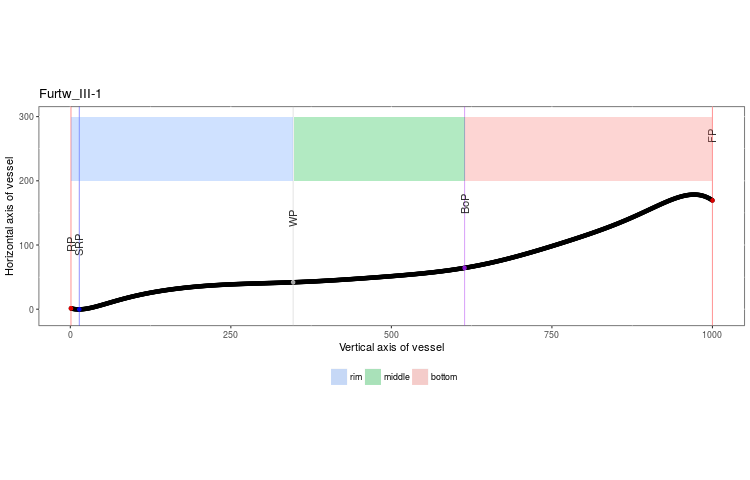 Furtw_III-1
300
200
100
0
Horizontal axis of vessel
RP
SRP
WP
BoP
FP
0 250 500 750 1000
Vertical axis of vessel
rim middle bottom